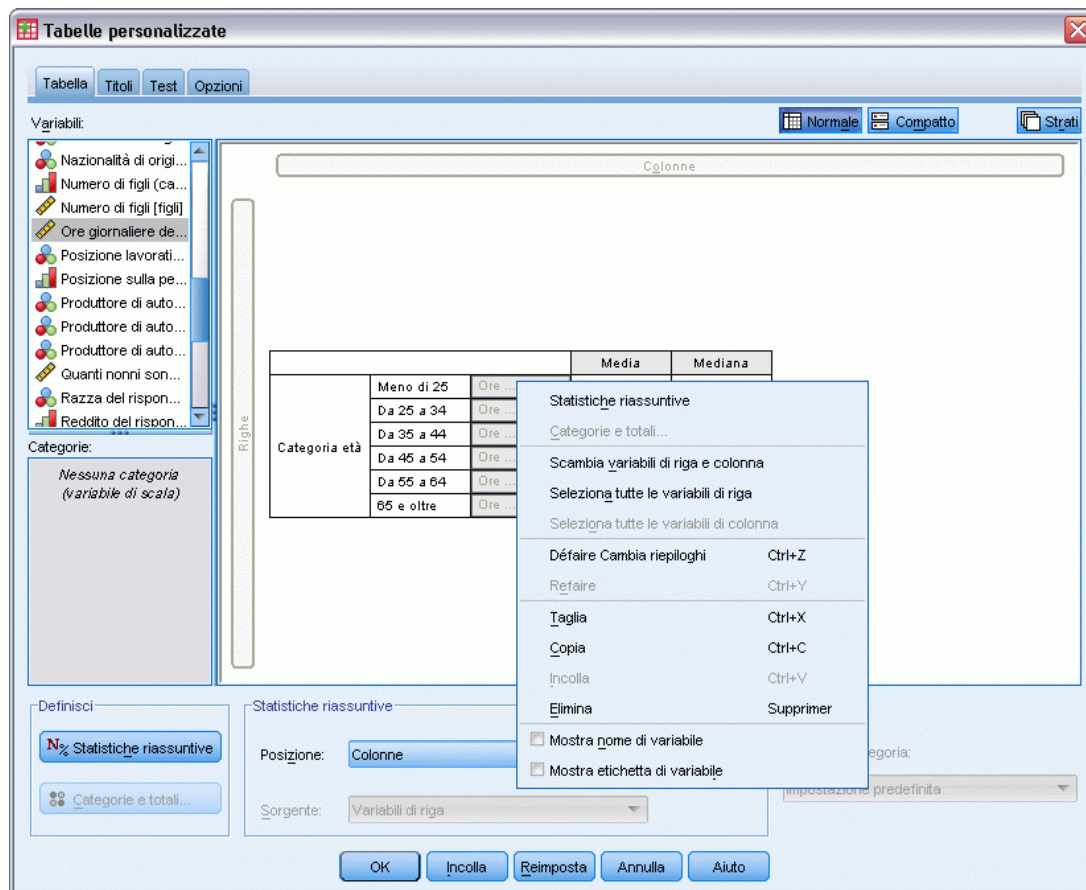 Tabelle personalizzate
Tabella Titoli Test Opzioni
Variabili:
Normale Compatto Strati
Nazionalità di origi...
Numero di figli (ca...
Numero di figli [figli]
Ore giornaliere de...
Posizione lavorati...
Posizione sulla pe...
Produttore di auto...
Produttore di auto...
Produttore di auto...
Quanti nonni son...
Razza del rispon...
Reddito del rispon...
Categorie:
Nessuna categoria
(variabile di scala)
Colonne
Righe
Media Mediana
Categoria età
Meno di 25 Ore ...
Da 25 a 34 Ore ...
Da 35 a 44 Ore ...
Da 45 a 54 Ore ...
Da 55 a 64 Ore ...
65 e oltre Ore ...
Statistiche riassuntive
Categorie e totali...
Scambia variabili di riga e colonna
Seleziona tutte le variabili di riga
Seleziona tutte le variabili di colonna
Défaire Cambia riepiloghi Ctrl+Z
Refaire Ctrl+Y
Taglia Ctrl+X
Copia Ctrl+C
Incolla Ctrl+V
Elimina Supprimer
Mostra nome di variabile
Mostra etichetta di variabile
Definisci
N% Statistiche riassuntive
Categorie e totali...
Statistiche riassuntive
Posizione: Colonne
Sorgente: Variabili di riga
Impostazione predefinita
OK Incolla Reimposta Annulla Aiuto